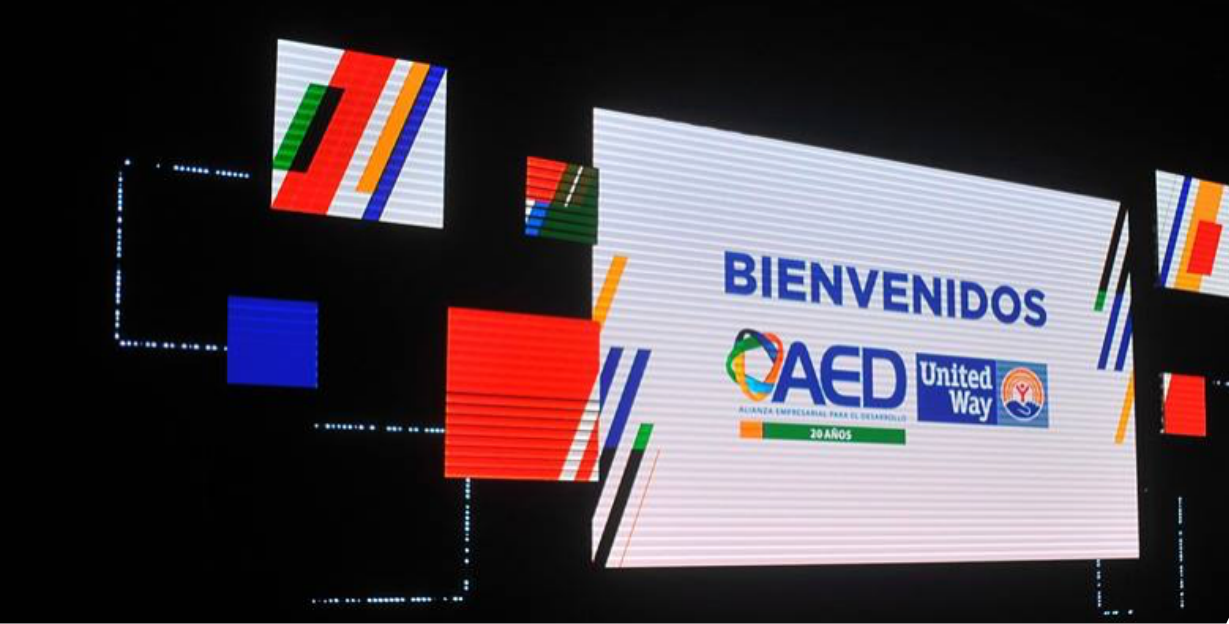 BIENVENIDOS
AED
ALIANZA EMPRESARIAL PARA EL DESARROLLO
20 AÑOS
United
Way